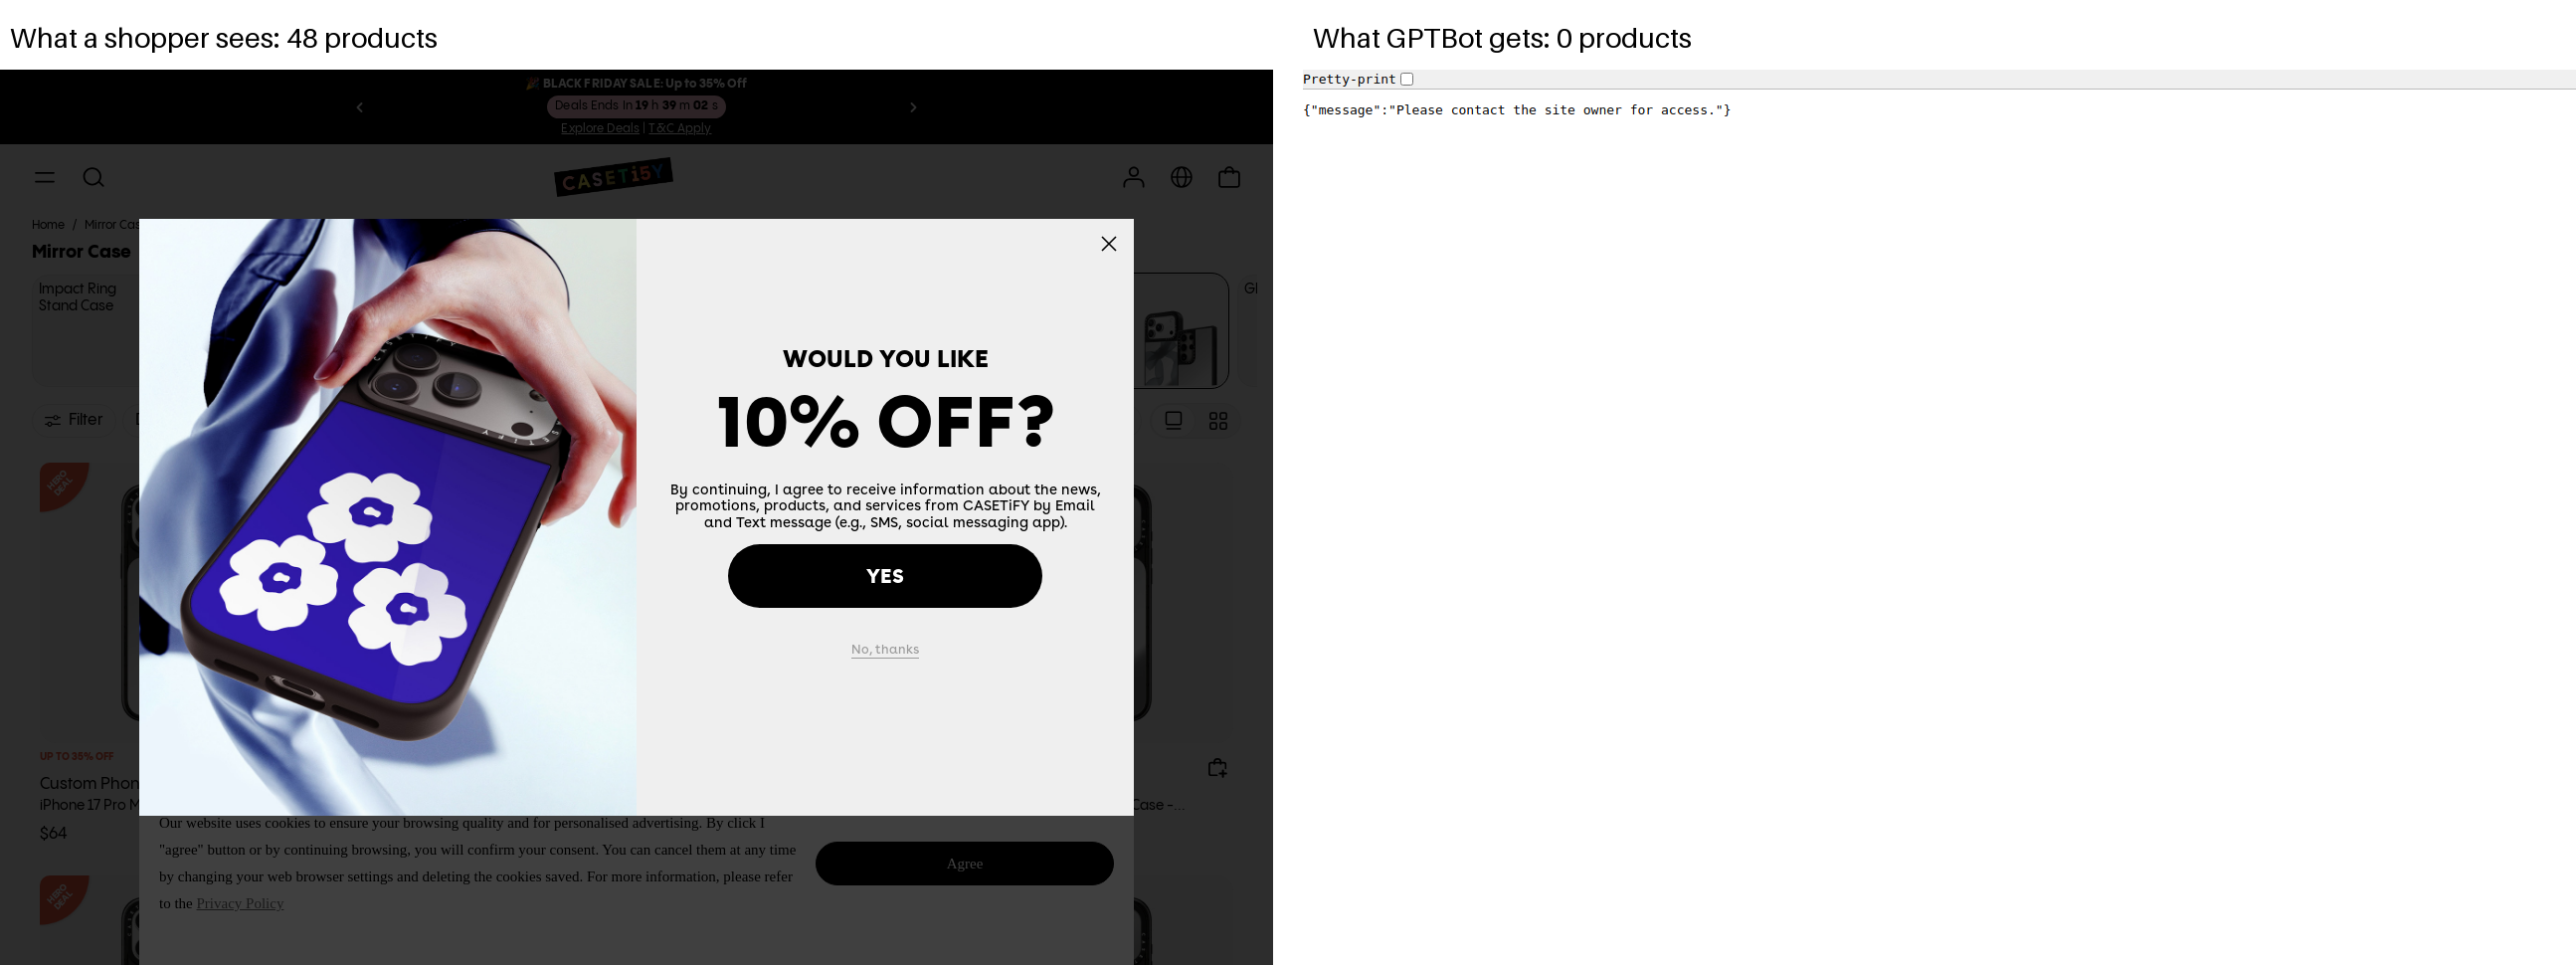 What a shopper sees: 48 products
What GPTBot gets: 0 products
🎉 BLACK FRIDAY SALE: Up to 35% Off
Deals Ends In 19 h 39 m 02 s
Explore Deals | T&C Apply
CASETiFY
Home / Mirror Cas
Mirror Case
Impact Ring
Stand Case
Gl
Filter
HERO
DEAL
UP TO 35% OFF
Custom Phon
iPhone 17 Pro M
$64
Case -...
HERO
DEAL
WOULD YOU LIKE
10% OFF?
By continuing, I agree to receive information about the news,
promotions, products, and services from CASETiFY by Email
and Text message (e.g., SMS, social messaging app).
YES
No, thanks
Our website uses cookies to ensure your browsing quality and for personalised advertising. By click I
"agree" button or by continuing browsing, you will confirm your consent. You can cancel them at any time
by changing your web browser settings and deleting the cookies saved. For more information, please refer
to the Privacy Policy
Agree
Pretty-print
{"message":"Please contact the site owner for access."}